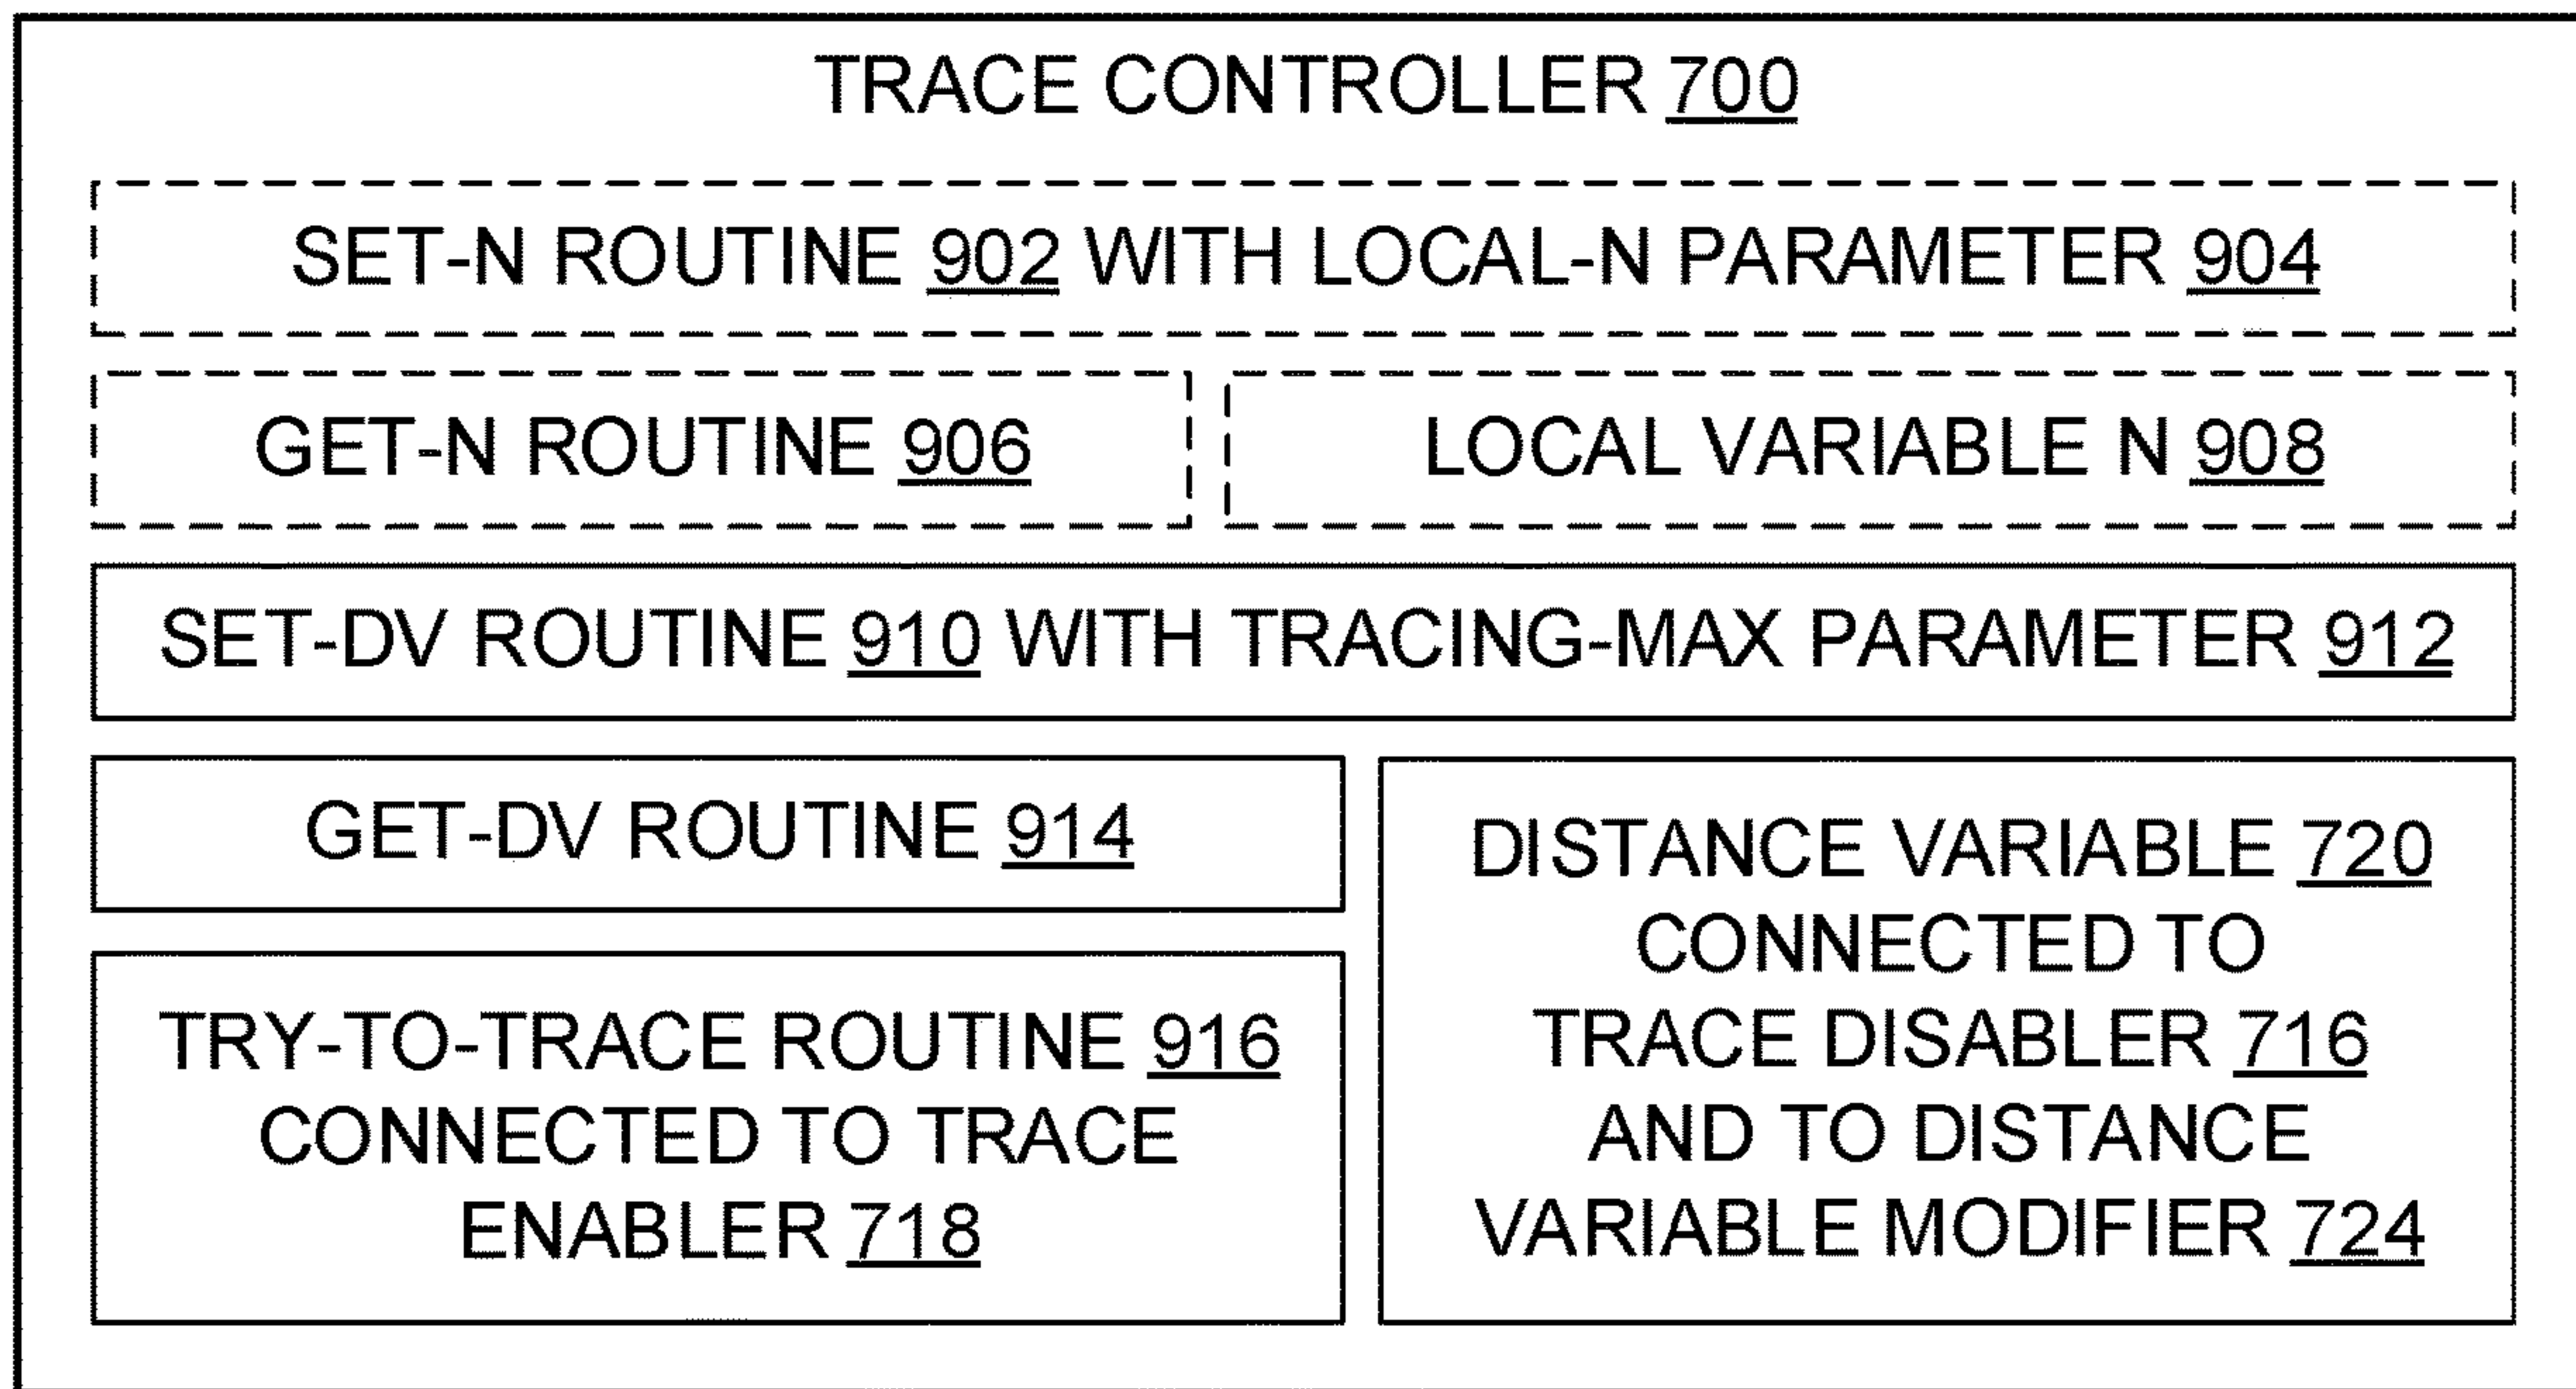 TRACE CONTROLLER 700
SET-N ROUTINE 902 WITH LOCAL-N PARAMETER 904
GET-N ROUTINE 906
LOCAL VARIABLE N 908
SET-DV ROUTINE 910 WITH TRACING-MAX PARAMETER 912
GET-DV ROUTINE 914
TRY-TO-TRACE ROUTINE 916
CONNECTED TO TRACE
ENABLER 718
DISTANCE VARIABLE 720
CONNECTED TO
TRACE DISABLER 716
AND TO DISTANCE
VARIABLE MODIFIER 724